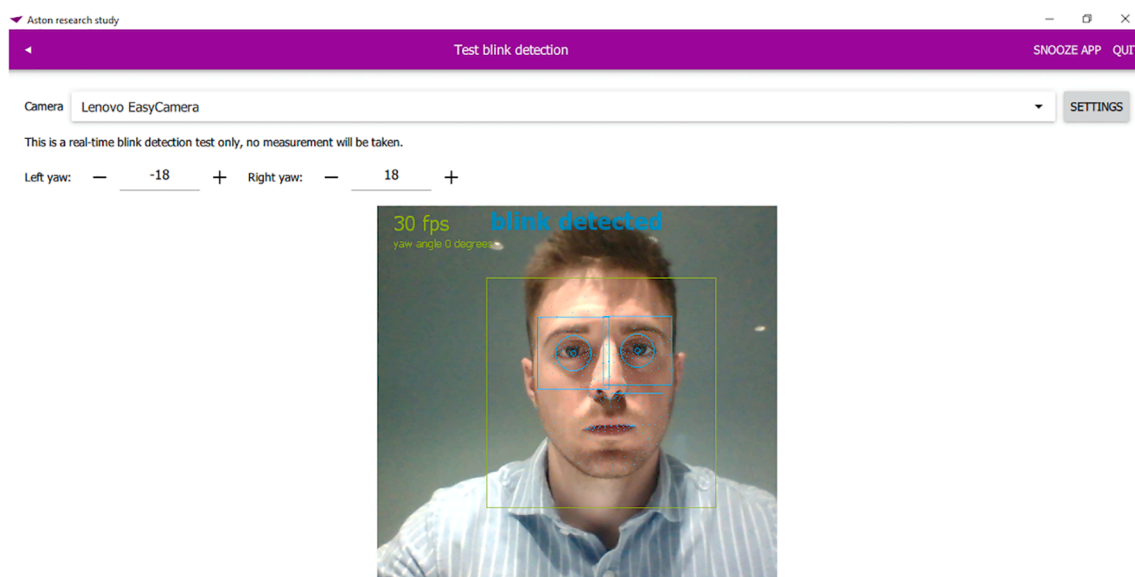 Aston research study
Test blink detection SNOOZE APP QUIT
Camera Lenovo EasyCamera SETTINGS
This is a real-time blink detection test only, no measurement will be taken.
Left yaw: − -18 + Right yaw: − 18 +
30 fps blink detected
yaw angle 0 degrees